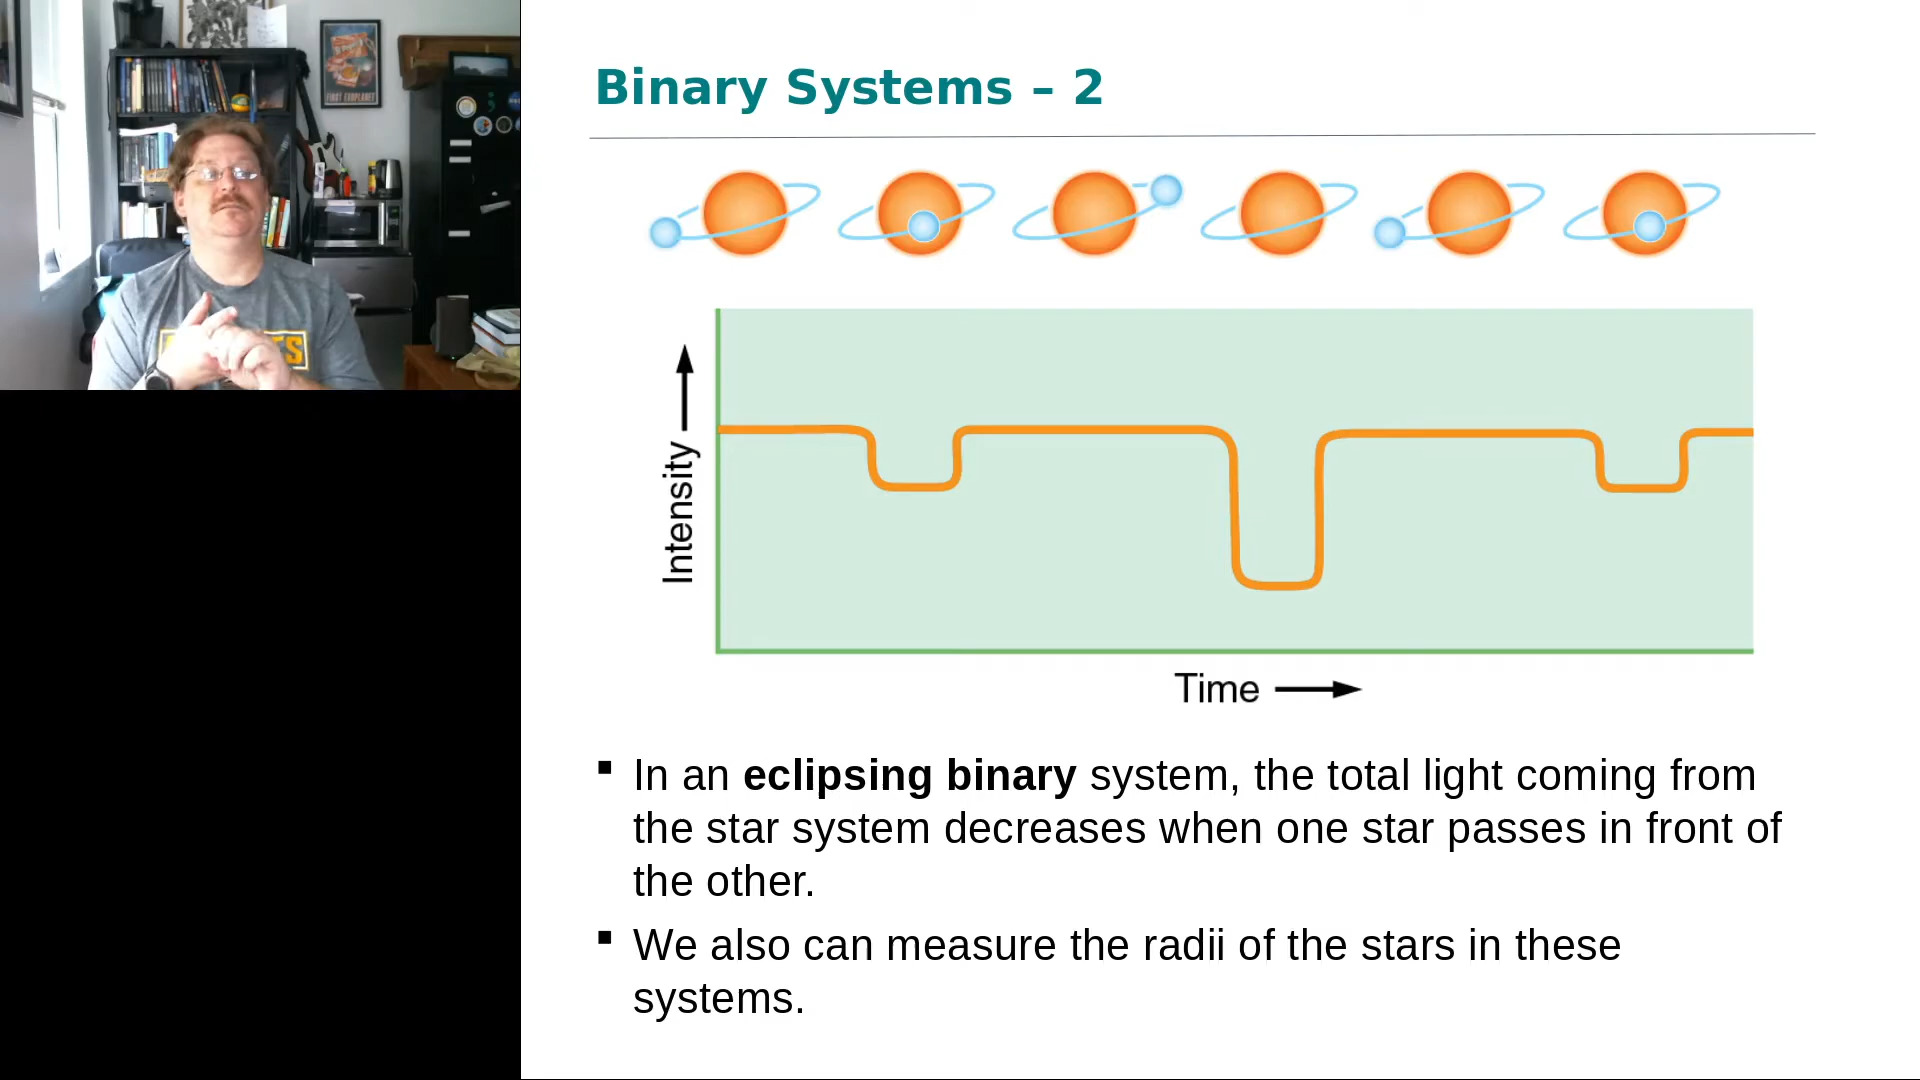 Binary Systems – 2
Intensity
Time
▪ In an eclipsing binary system, the total light coming from
the star system decreases when one star passes in front of
the other.
▪ We also can measure the radii of the stars in these
systems.
FIRST EXOPLANET